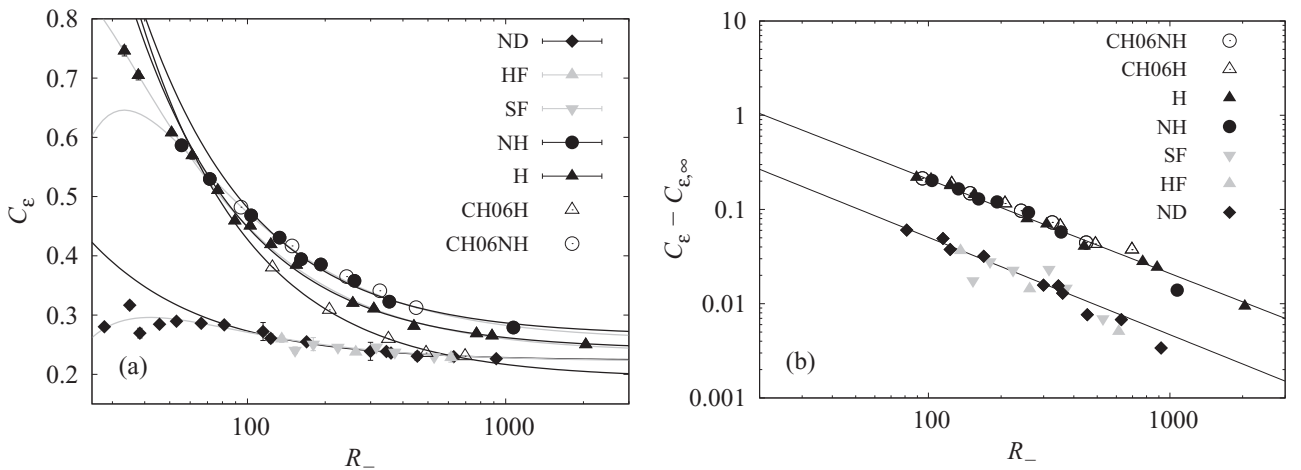 0.8
0.7
0.6
0.5
0.4
0.3
0.2
Cε
ND
HF
SF
NH
H
CH06H
CH06NH
(a)
100
1000
R−
10
1
0.1
0.01
0.001
Cε − Cε,∞
CH06NH
CH06H
H
NH
SF
HF
ND
(b)
100
1000
R−